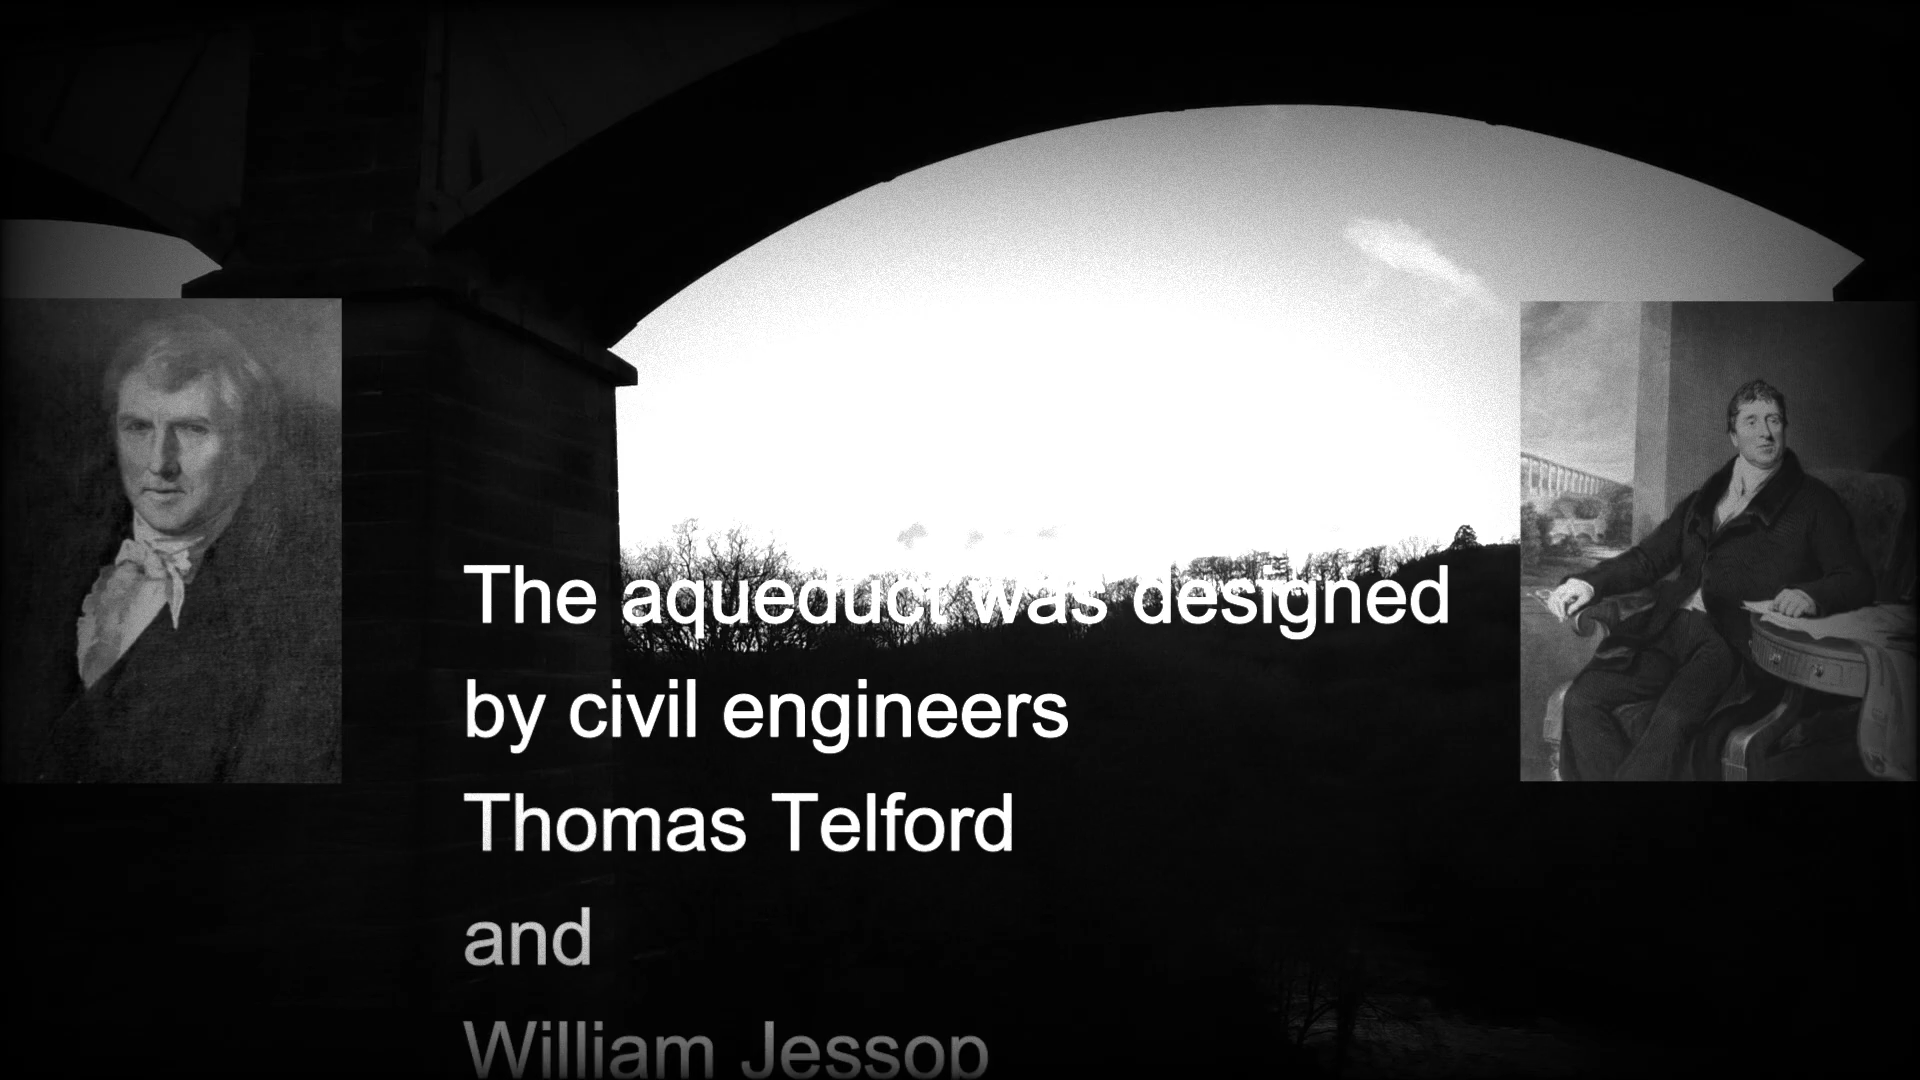 The aqueduct was designed
by civil engineers
Thomas Telford
and
William Jessop